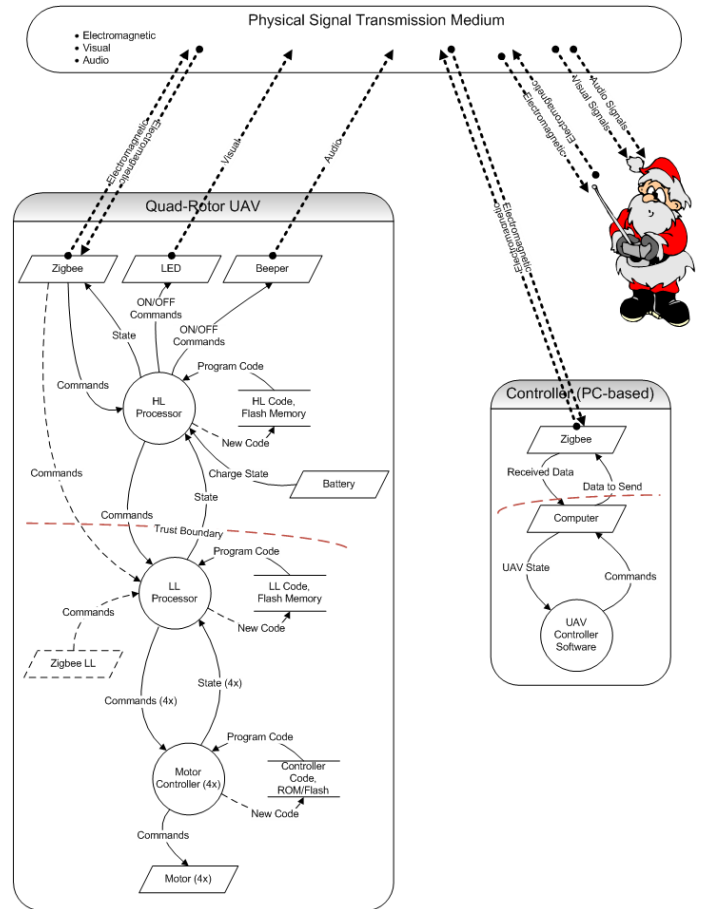 Physical Signal Transmission Medium
Electromagnetic
Visual
Audio
Electromagnetic
Electromagnetic
Visual
Audio
Electromagnetic
Electromagnetic
Electromagnetic
Electromagnetic
Visual Signals
Audio Signals
Quad-Rotor UAV
Zigbee
LED
Beeper
State
ON/OFF
Commands
ON/OFF
Commands
Commands
HL
Processor
Program Code
HL Code,
Flash Memory
New Code
Charge State
Battery
Commands
Commands
State
Trust Boundary
LL
Processor
Program Code
LL Code,
Flash Memory
New Code
Commands
Zigbee LL
State (4x)
Commands (4x)
Motor
Controller (4x)
Program Code
Controller
Code,
ROM/Flash
New Code
Commands
Motor (4x)
Controller (PC-based)
Zigbee
Received Data
Data to Send
Computer
UAV State
Commands
UAV
Controller
Software